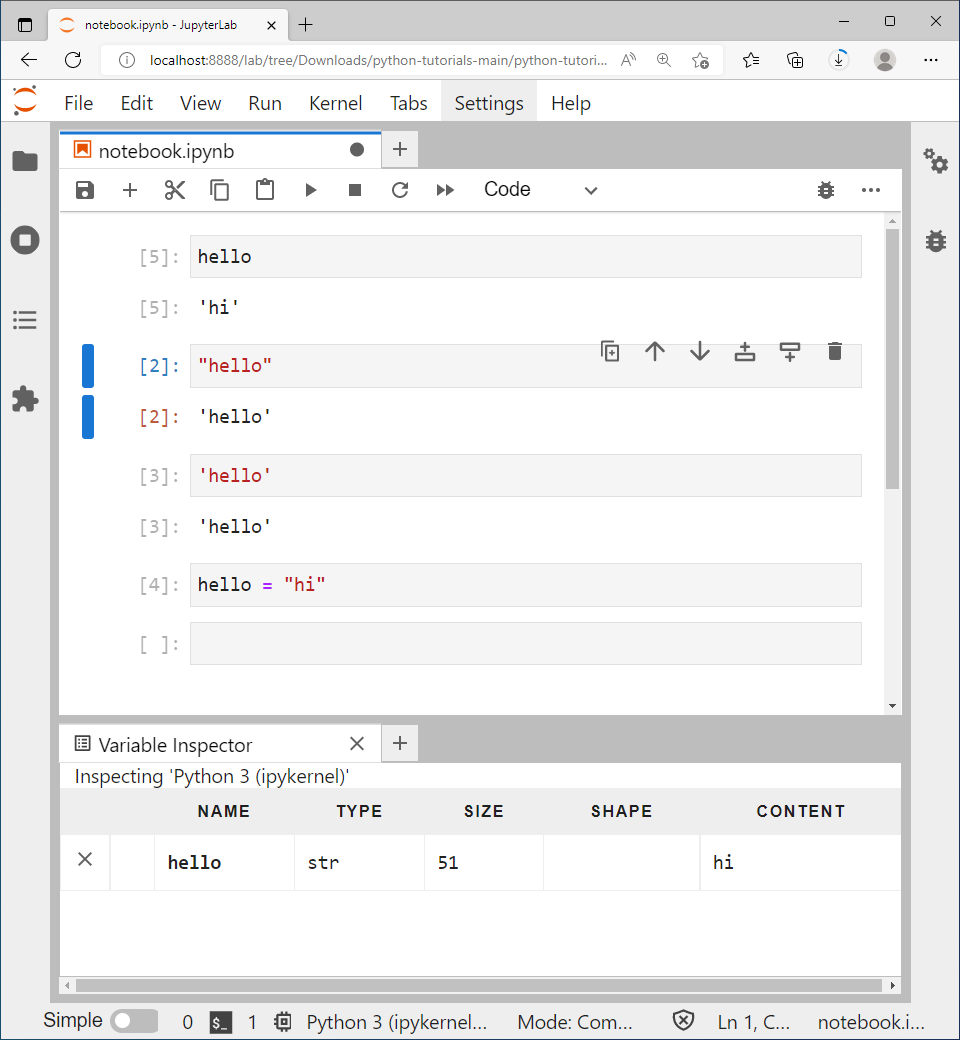 notebook.ipynb - JupyterLab
localhost:8888/lab/tree/Downloads/python-tutorials-main/python-tutori...
File Edit View Run Kernel Tabs Settings Help
notebook.ipynb
Code
[5]: hello
[5]: 'hi'
[2]: "hello"
[2]: 'hello'
[3]: 'hello'
[3]: 'hello'
[4]: hello = "hi"
[ ]:
Variable Inspector
Inspecting 'Python 3 (ipykernel)'
NAME TYPE SIZE SHAPE CONTENT
hello str 51 hi
Simple 0 $_ 1 Python 3 (ipykernel... Mode: Com... Ln 1, C... notebook.i...